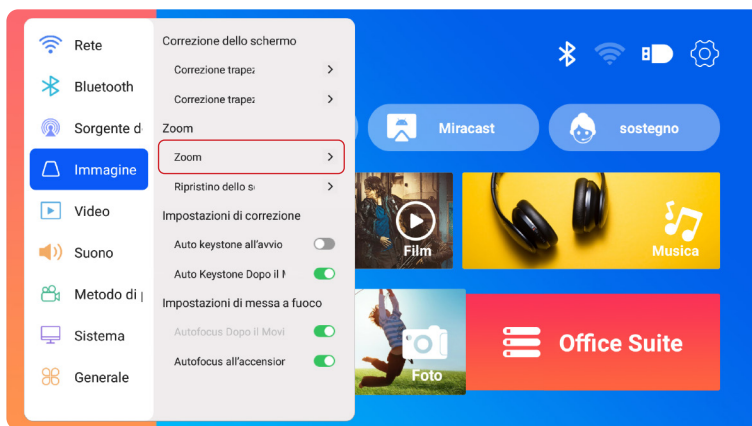 Rete
Bluetooth
Sorgente d
Immagine
Video
Suono
Metodo di
Sistema
Generale
Correzione dello schermo
Correzione trapez
Correzione trapez
Zoom
Zoom
Ripristino dello s
Impostazioni di correzione
Auto keystone all'avvio
Auto Keystone Dopo il M
Impostazioni di messa a fuoco
Autofocus Dopo il Movi
Autofocus all'accensior
Miracast
sostegno
Film
Musica
Foto
Office Suite